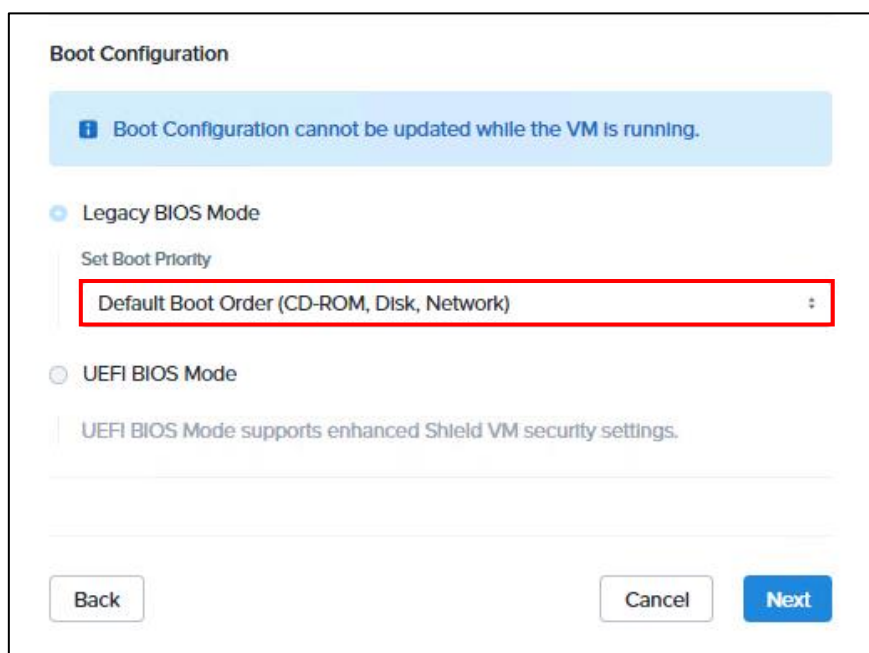 Boot Configuration
Boot Configuration cannot be updated while the VM is running.
Legacy BIOS Mode
Set Boot Priority
Default Boot Order (CD-ROM, Disk, Network)
UEFI BIOS Mode
UEFI BIOS Mode supports enhanced Shield VM security settings.
Back Cancel Next